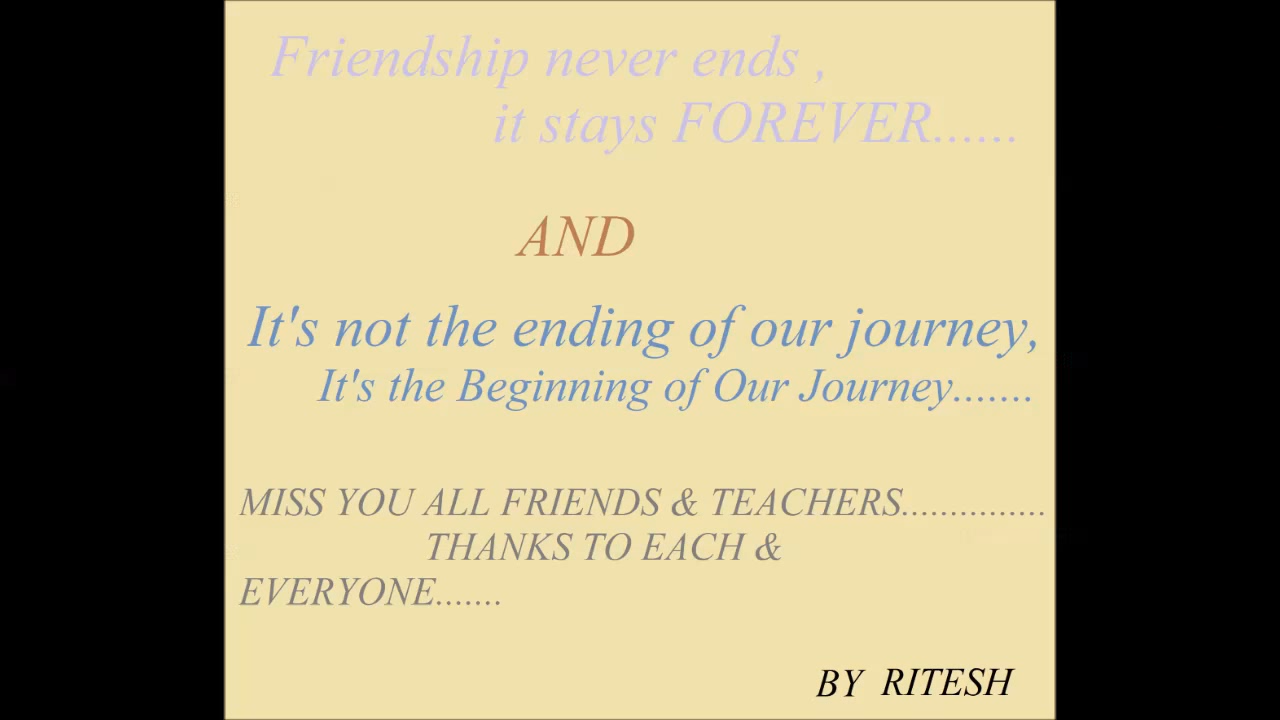 Friendship never ends ,
it stays FOREVER......
AND
It's not the ending of our journey,
It's the Beginning of Our Journey.......
MISS YOU ALL FRIENDS & TEACHERS...............
THANKS TO EACH &
EVERYONE.......
BY RITESH